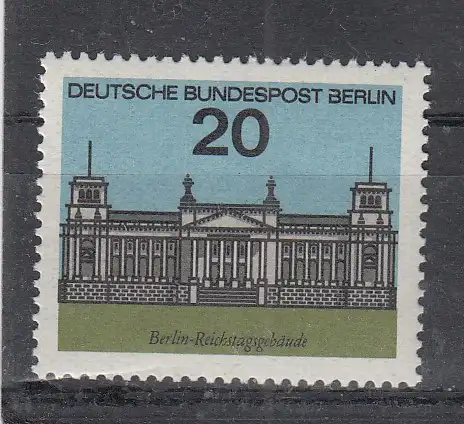 DEUTSCHE BUNDESPOST BERLIN
20
Berlin-Reichstagsgebäude